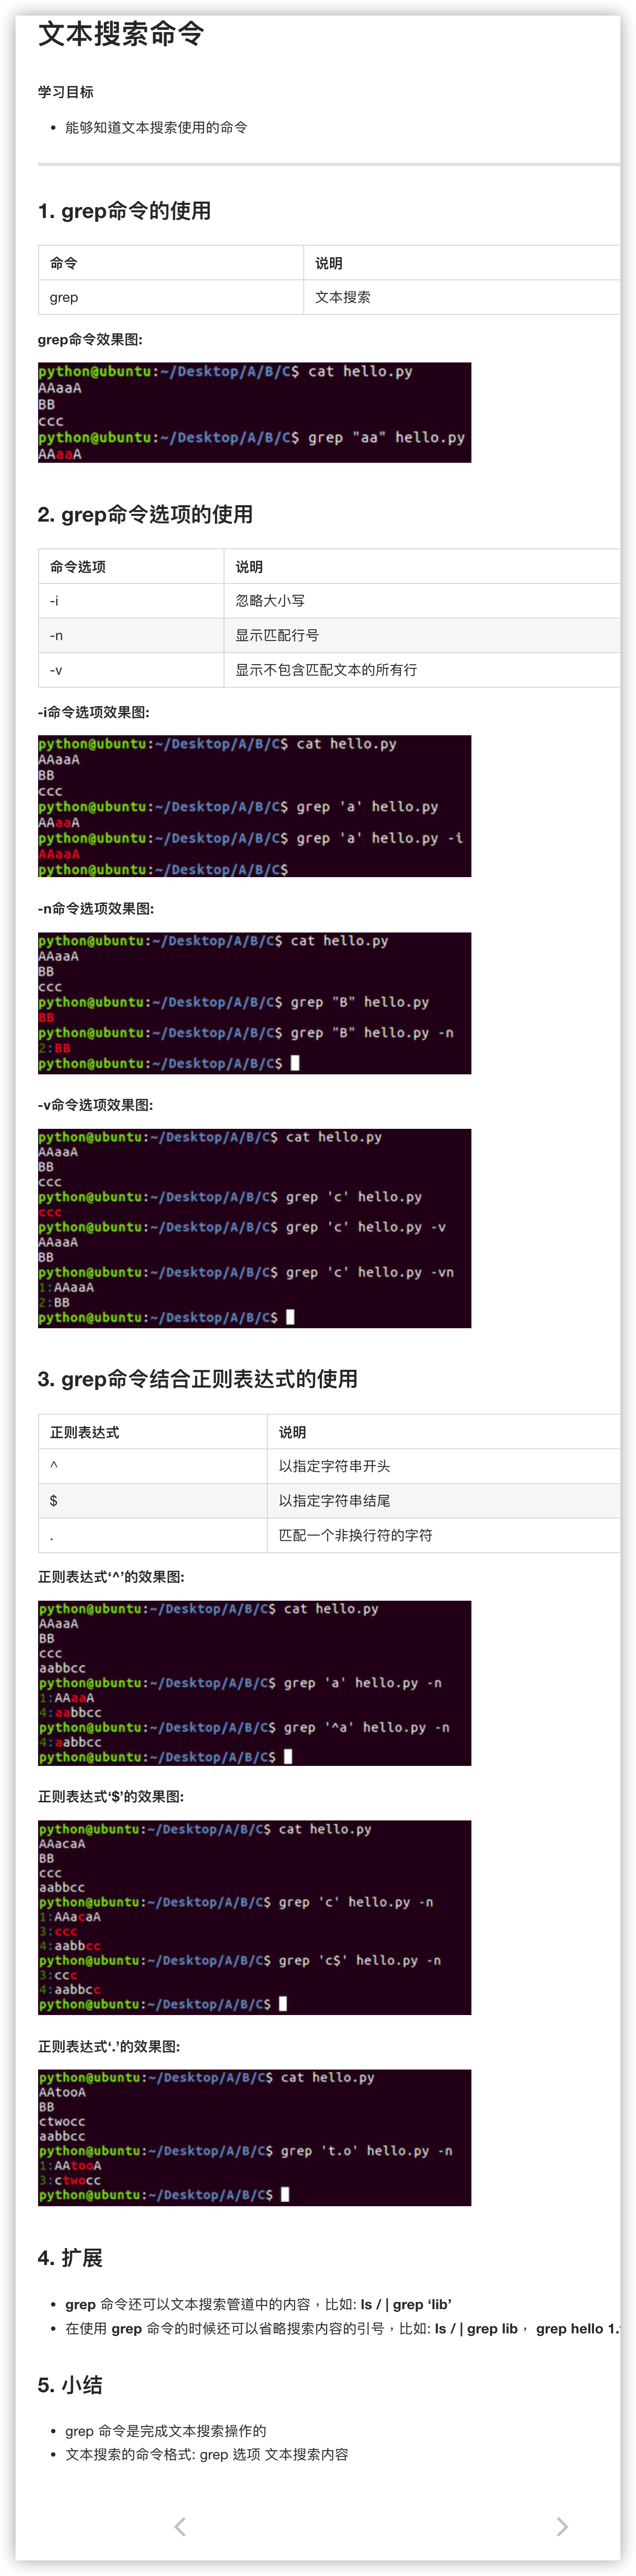 文本搜索命令
学习目标
• 能够知道文本搜索使用的命令
1. grep命令的使用
命令 说明
grep 文本搜索
grep命令效果图:
python@ubuntu:~/Desktop/A/B/C$ cat hello.py
AAaaA
BB
ccc
python@ubuntu:~/Desktop/A/B/C$ grep "aa" hello.py
AAaaA
2. grep命令选项的使用
命令选项 说明
-i 忽略大小写
-n 显示匹配行号
-v 显示不包含匹配文本的所有行
-i命令选项效果图:
python@ubuntu:~/Desktop/A/B/C$ cat hello.py
AAaaA
BB
ccc
python@ubuntu:~/Desktop/A/B/C$ grep 'a' hello.py
AAaaA
python@ubuntu:~/Desktop/A/B/C$ grep 'a' hello.py -i
AAaaA
python@ubuntu:~/Desktop/A/B/C$
-n命令选项效果图:
python@ubuntu:~/Desktop/A/B/C$ cat hello.py
AAaaA
BB
ccc
python@ubuntu:~/Desktop/A/B/C$ grep "B" hello.py
BB
python@ubuntu:~/Desktop/A/B/C$ grep "B" hello.py -n
2:BB
python@ubuntu:~/Desktop/A/B/C$
-v命令选项效果图:
python@ubuntu:~/Desktop/A/B/C$ cat hello.py
AAaaA
BB
ccc
python@ubuntu:~/Desktop/A/B/C$ grep 'c' hello.py
ccc
python@ubuntu:~/Desktop/A/B/C$ grep 'c' hello.py -v
AAaaA
BB
python@ubuntu:~/Desktop/A/B/C$ grep 'c' hello.py -vn
1:AAaaA
2:BB
python@ubuntu:~/Desktop/A/B/C$
3. grep命令结合正则表达式的使用
正则表达式 说明
^ 以指定字符串开头
$ 以指定字符串结尾
. 匹配一个非换行符的字符
正则表达式‘^’的效果图:
python@ubuntu:~/Desktop/A/B/C$ cat hello.py
AAaaA
BB
ccc
aabbcc
python@ubuntu:~/Desktop/A/B/C$ grep 'a' hello.py -n
1:AAaaA
4:aabbcc
python@ubuntu:~/Desktop/A/B/C$ grep '^a' hello.py -n
4:aabbcc
python@ubuntu:~/Desktop/A/B/C$
正则表达式‘$’的效果图:
python@ubuntu:~/Desktop/A/B/C$ cat hello.py
AAacaA
BB
ccc
aabbcc
python@ubuntu:~/Desktop/A/B/C$ grep 'c' hello.py -n
1:AAacaA
3:ccc
4:aabbcc
python@ubuntu:~/Desktop/A/B/C$ grep 'c$' hello.py -n
3:ccc
4:aabbcc
python@ubuntu:~/Desktop/A/B/C$
正则表达式‘.’的效果图:
python@ubuntu:~/Desktop/A/B/C$ cat hello.py
AAtooA
BB
ctwocc
aabbcc
python@ubuntu:~/Desktop/A/B/C$ grep 't.o' hello.py -n
1:AAtooA
3:ctwocc
python@ubuntu:~/Desktop/A/B/C$
4. 扩展
• grep 命令还可以文本搜索管道中的内容，比如: ls / | grep ‘lib’
• 在使用 grep 命令的时候还可以省略搜索内容的引号，比如: ls / | grep lib， grep hello 1.
5. 小结
• grep 命令是完成文本搜索操作的
• 文本搜索的命令格式: grep 选项 文本搜索内容